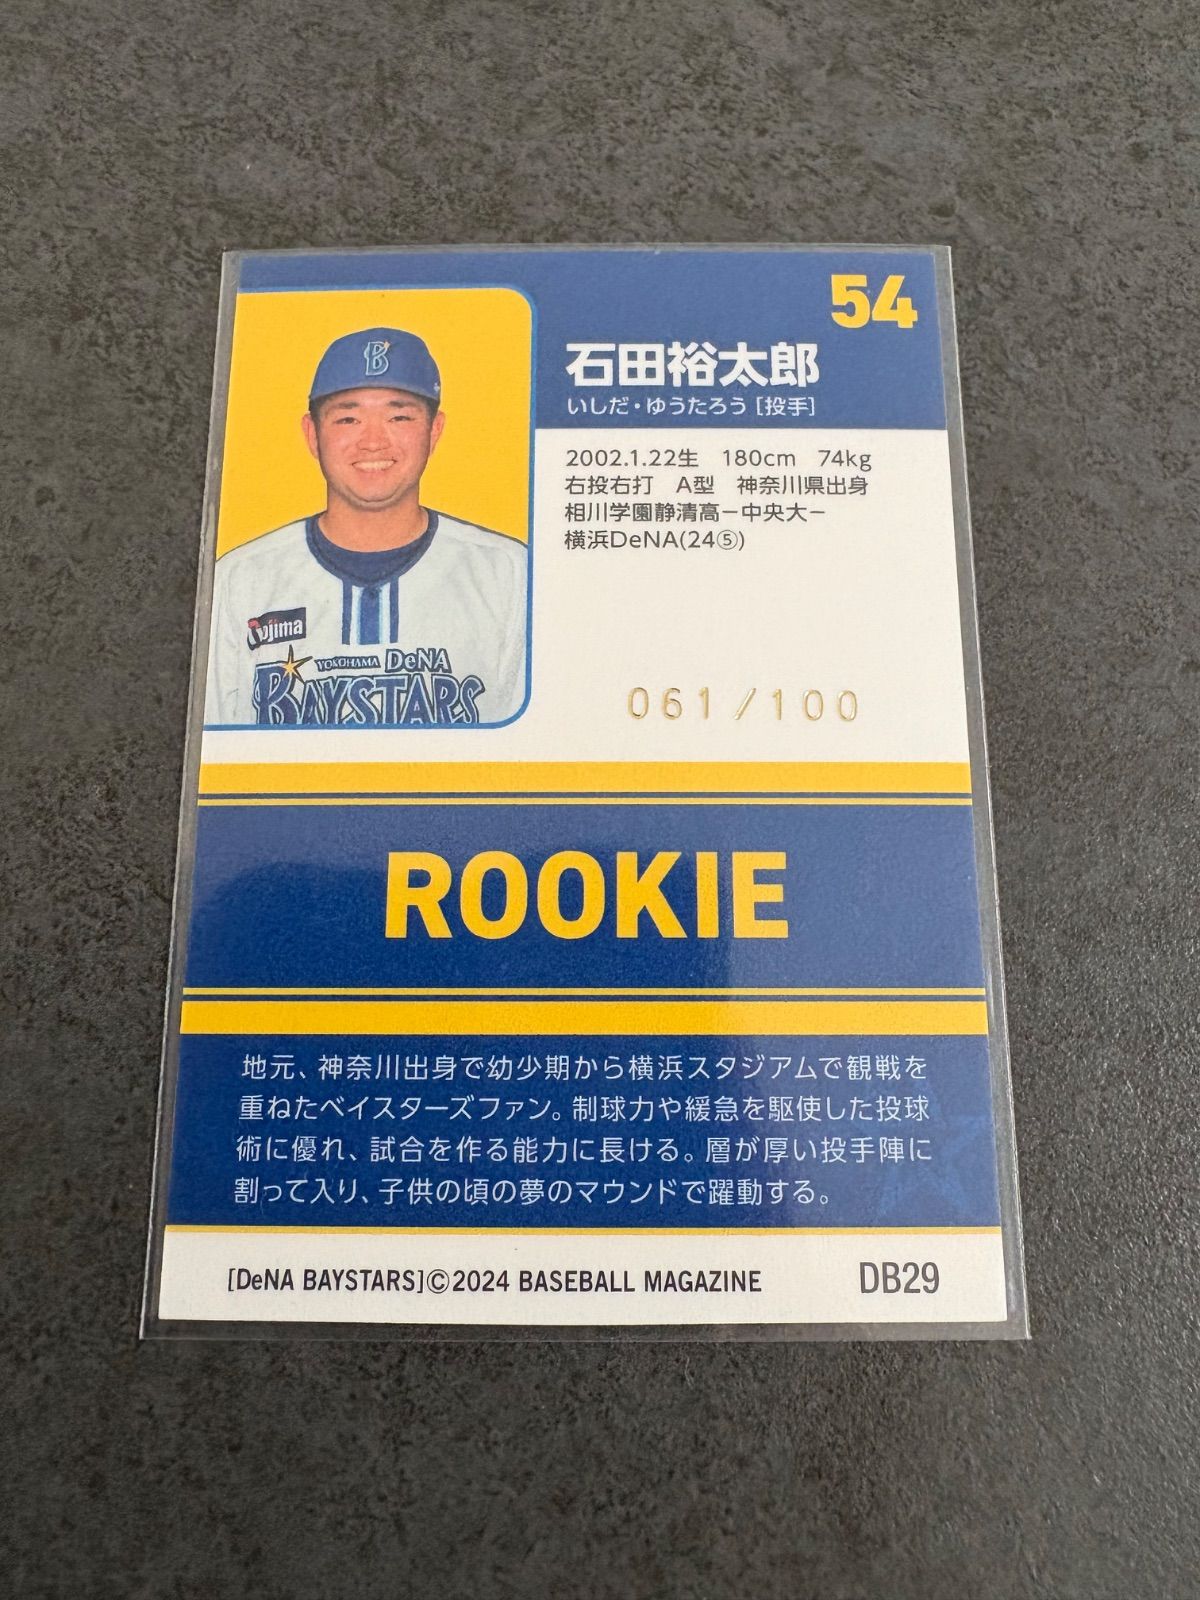 54
石田裕太郎
いしだ・ゆうたろう [投手]
2002.1.22生　180cm　74kg
右投右打　A型　神奈川県出身
相川学園静清高－中央大－
横浜DeNA(24⑤)
B
Nojima
YOKOHAMA DeNA
BAYSTARS
061/100
ROOKIE
地元、神奈川出身で幼少期から横浜スタジアムで観戦を
重ねたベイスターズファン。制球力や緩急を駆使した投球
術に優れ、試合を作る能力に長ける。層が厚い投手陣に
割って入り、子供の頃の夢のマウンドで躍動する。
[DeNA BAYSTARS]©2024 BASEBALL MAGAZINE
DB29